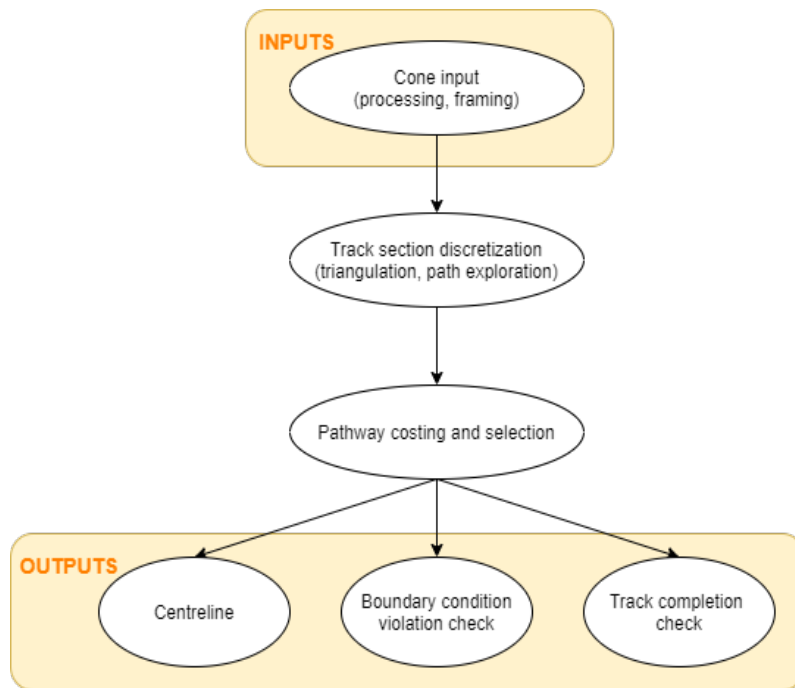 INPUTS
Cone input
(processing, framing)
Track section discretization
(triangulation, path exploration)
Pathway costing and selection
OUTPUTS
Centreline
Boundary condition
violation check
Track completion
check